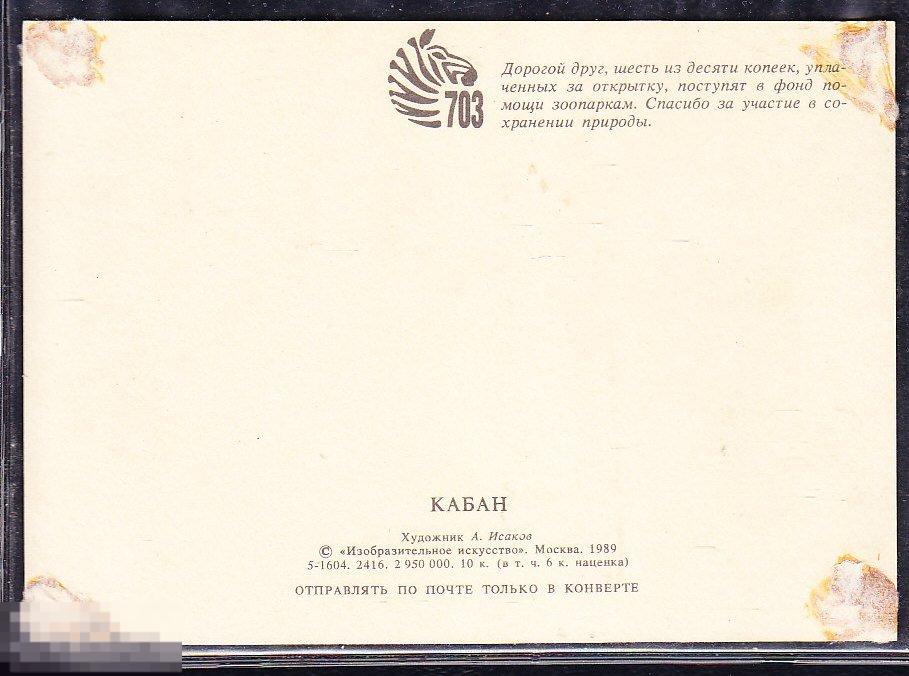 703
Дорогой друг, шесть из десяти копеек, упла-
ченных за открытку, поступят в фонд по-
мощи зоопаркам. Спасибо за участие в со-
хранении природы.
КАБАН
Художник А. Исаков
© «Изобразительное искусство». Москва. 1989
5-1604. 2416. 2 950 000. 10 к. (в т. ч. 6 к. наценка)
ОТПРАВЛЯТЬ ПО ПОЧТЕ ТОЛЬКО В КОНВЕРТЕ